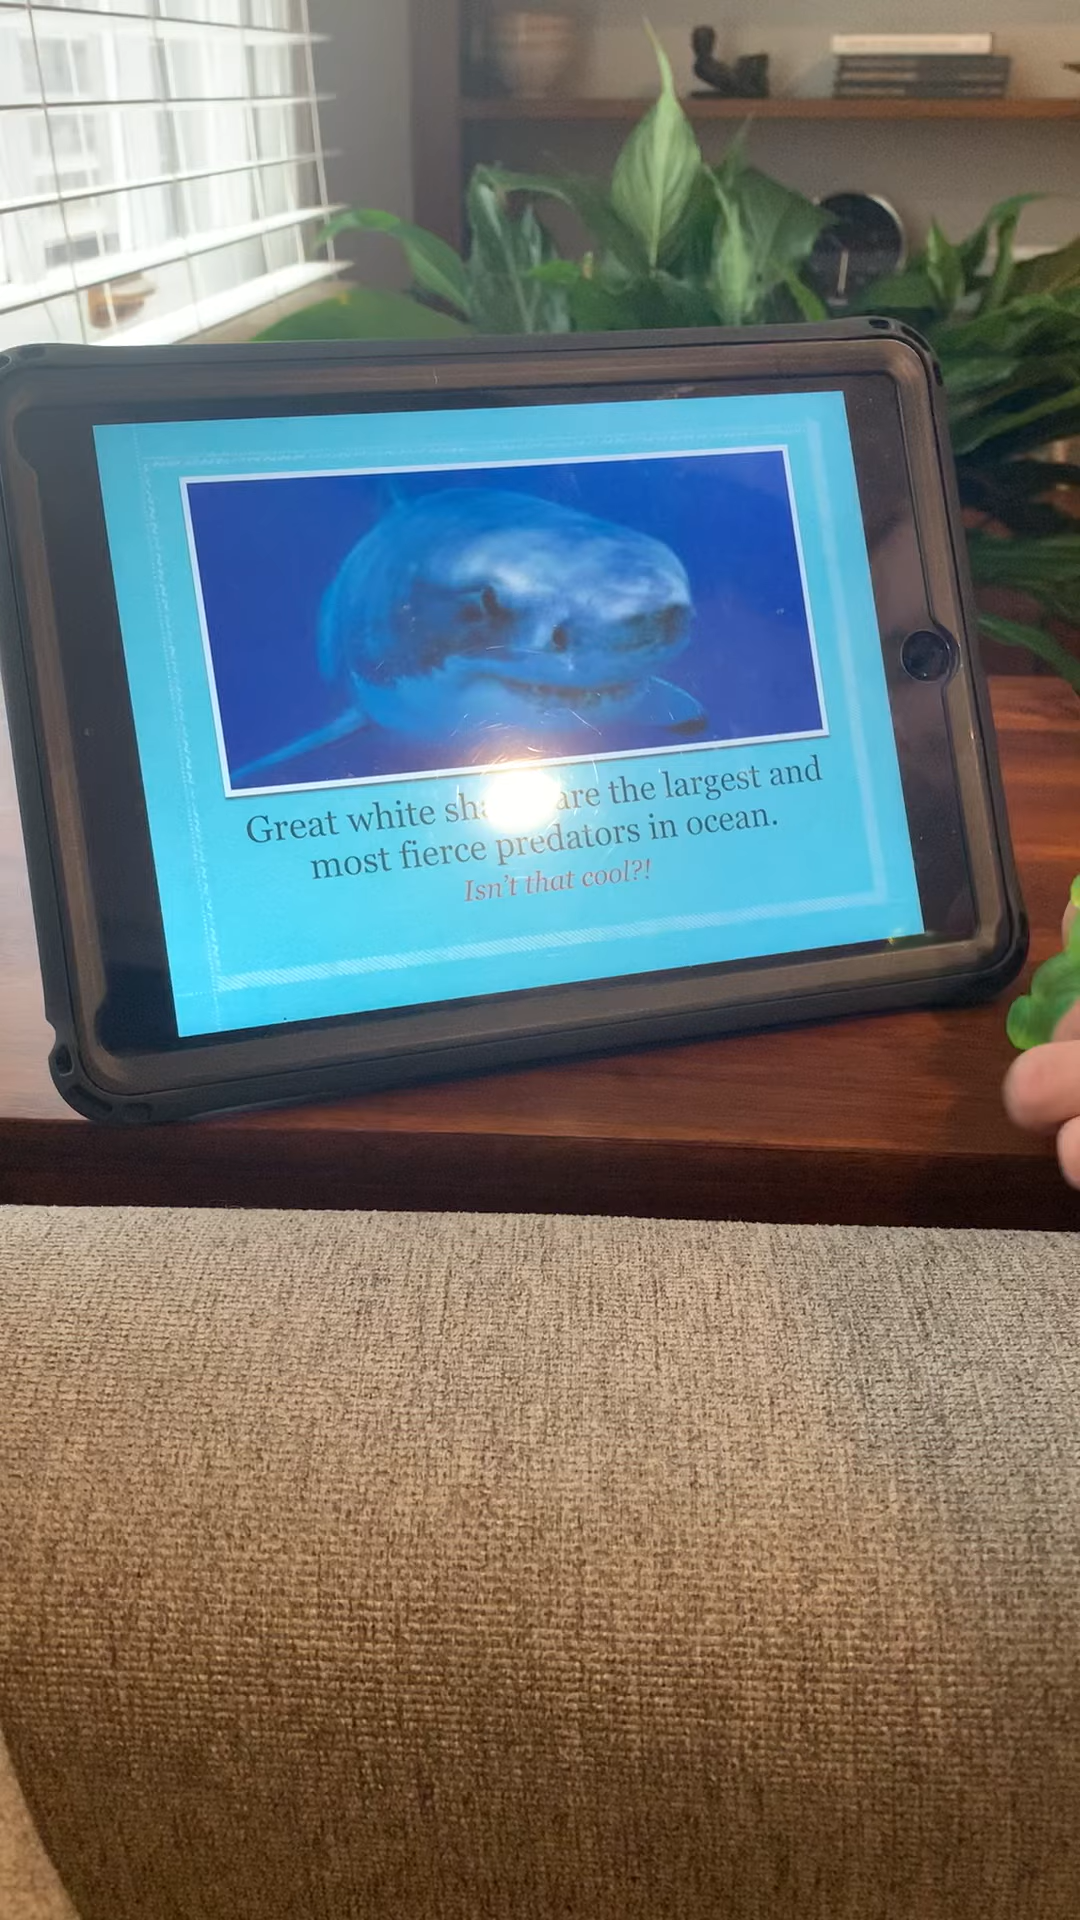 Great white sha are the largest and
most fierce predators in ocean.
Isn't that cool?!